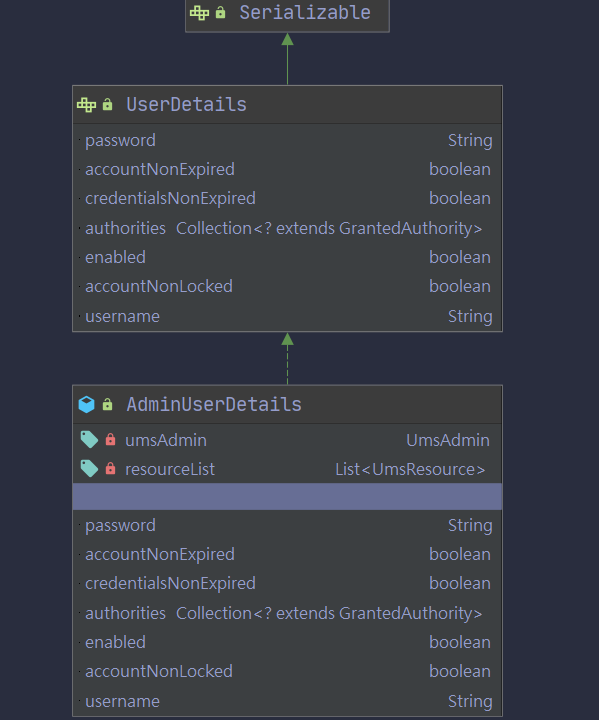 Serializable
UserDetails
password String
accountNonExpired boolean
credentialsNonExpired boolean
authorities Collection<? extends GrantedAuthority>
enabled boolean
accountNonLocked boolean
username String
AdminUserDetails
umsAdmin UmsAdmin
resourceList List<UmsResource>
password String
accountNonExpired boolean
credentialsNonExpired boolean
authorities Collection<? extends GrantedAuthority>
enabled boolean
accountNonLocked boolean
username String